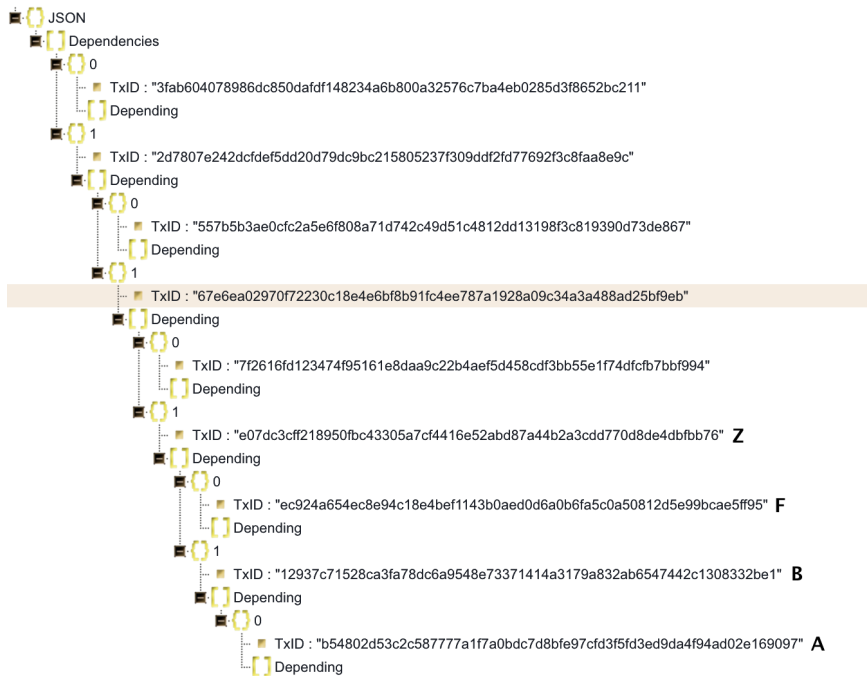 JSON
Dependencies
0
TxID : "3fab604078986dc850dafdf148234a6b800a32576c7ba4eb0285d3f8652bc211"
Depending
1
TxID : "2d7807e242dcfdef5dd20d79dc9bc215805237f309ddf2fd77692f3c8faa8e9c"
Depending
0
TxID : "557b5b3ae0cfc2a5e6f808a71d742c49d51c4812dd13198f3c819390d73de867"
Depending
1
TxID : "67e6ea02970f72230c18e4e6bf8b91fc4ee787a1928a09c34a3a488ad25bf9eb"
Depending
0
TxID : "7f2616fd123474f95161e8daa9c22b4aef5d458cdf3bb55e1f74dfcfb7bbf994"
Depending
1
TxID : "e07dc3cff218950fbc43305a7cf4416e52abd87a44b2a3cdd770d8de4dbfbb76" Z
Depending
0
TxID : "ec924a654ec8e94c18e4bef1143b0aed0d6a0b6fa5c0a50812d5e99bcae5ff95" F
Depending
1
TxID : "12937c71528ca3fa78dc6a9548e73371414a3179a832ab6547442c1308332be1" B
Depending
0
TxID : "b54802d53c2c587777a1f7a0bdc7d8bfe97cfd3f5fd3ed9da4f94ad02e169097" A
Depending